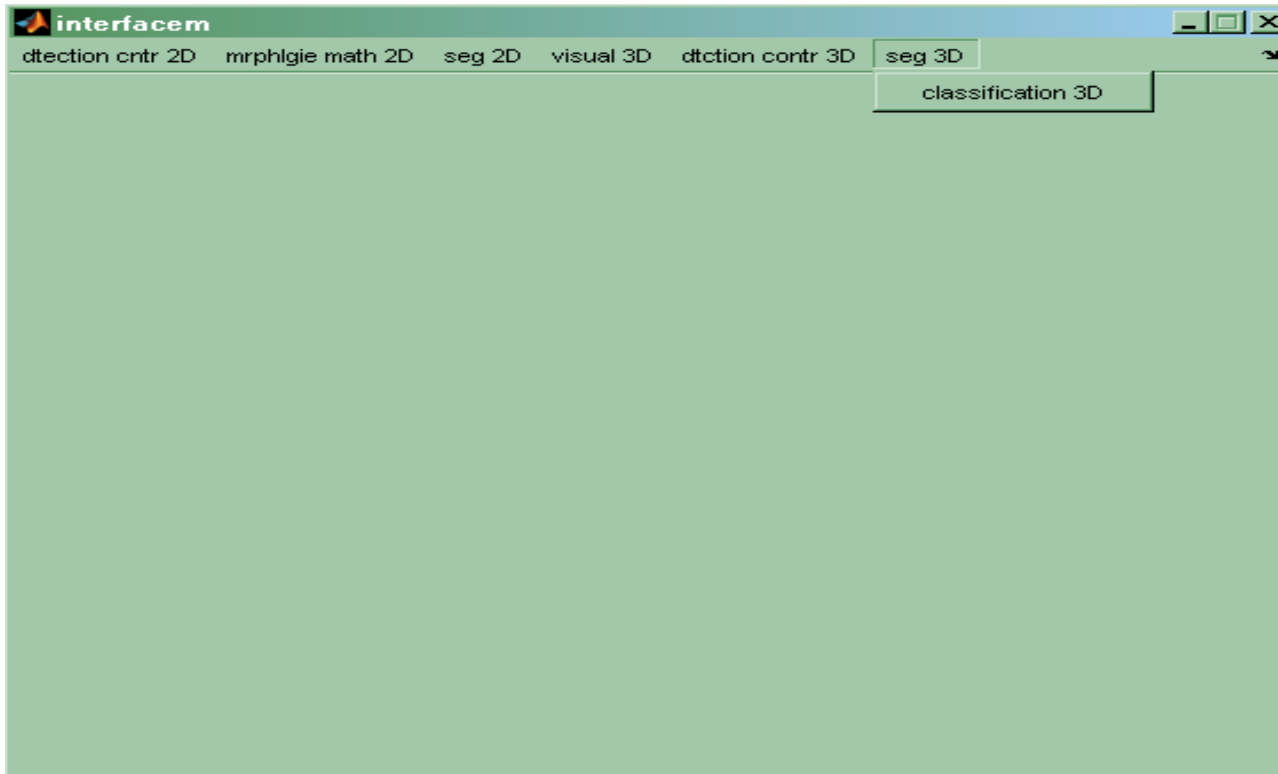 interfacem
dtection cntr 2D mrphlgie math 2D seg 2D visual 3D dtction contr 3D seg 3D
classification 3D